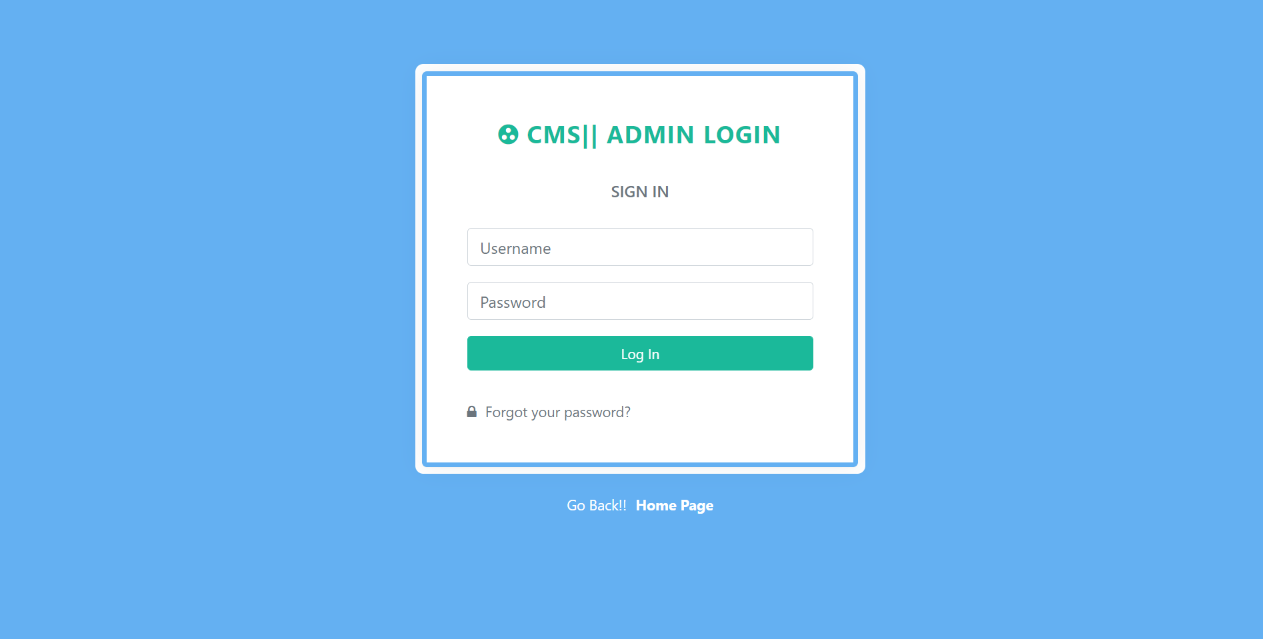 CMS|| ADMIN LOGIN
SIGN IN
Username
Password
Log In
Forgot your password?
Go Back!! Home Page